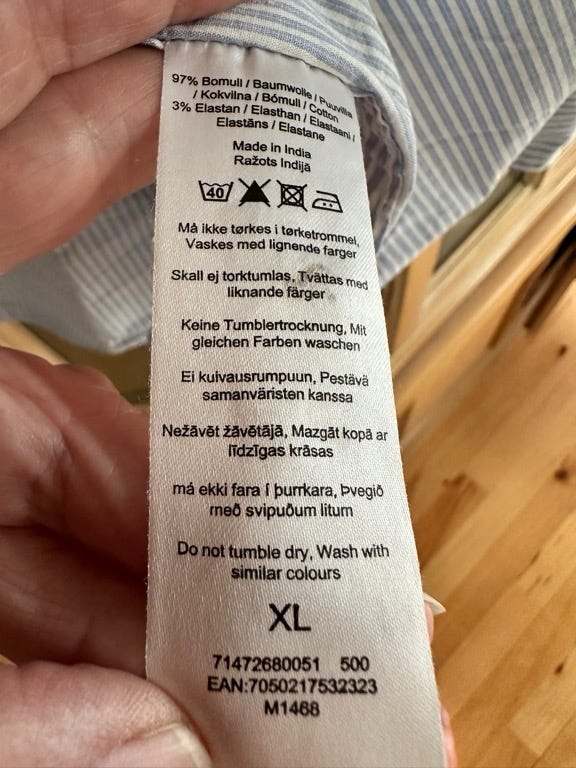 97% Bomull / Baumwolle / Puuvilla
/ Kokvilna / Bómull / Cotton
3% Elastan / Elasthan / Elastaani /
Elastāns / Elastane
Made in India
Ražots Indijā
40
Må ikke tørkes i tørketrommel,
Vaskes med lignende farger
Skall ej torktumlas, Tvättas med
liknande färger
Keine Tumblertrocknung, Mit
gleichen Farben waschen
Ei kuivausrumpuun, Pestävä
samanväristen kanssa
Nežāvēt žāvētājā, Mazgāt kopā ar
līdzīgas krāsas
má ekki fara í þurrkara, Þvegið
með svipuðum litum
Do not tumble dry, Wash with
similar colours
XL
71472680051 500
EAN:7050217532323
M1468